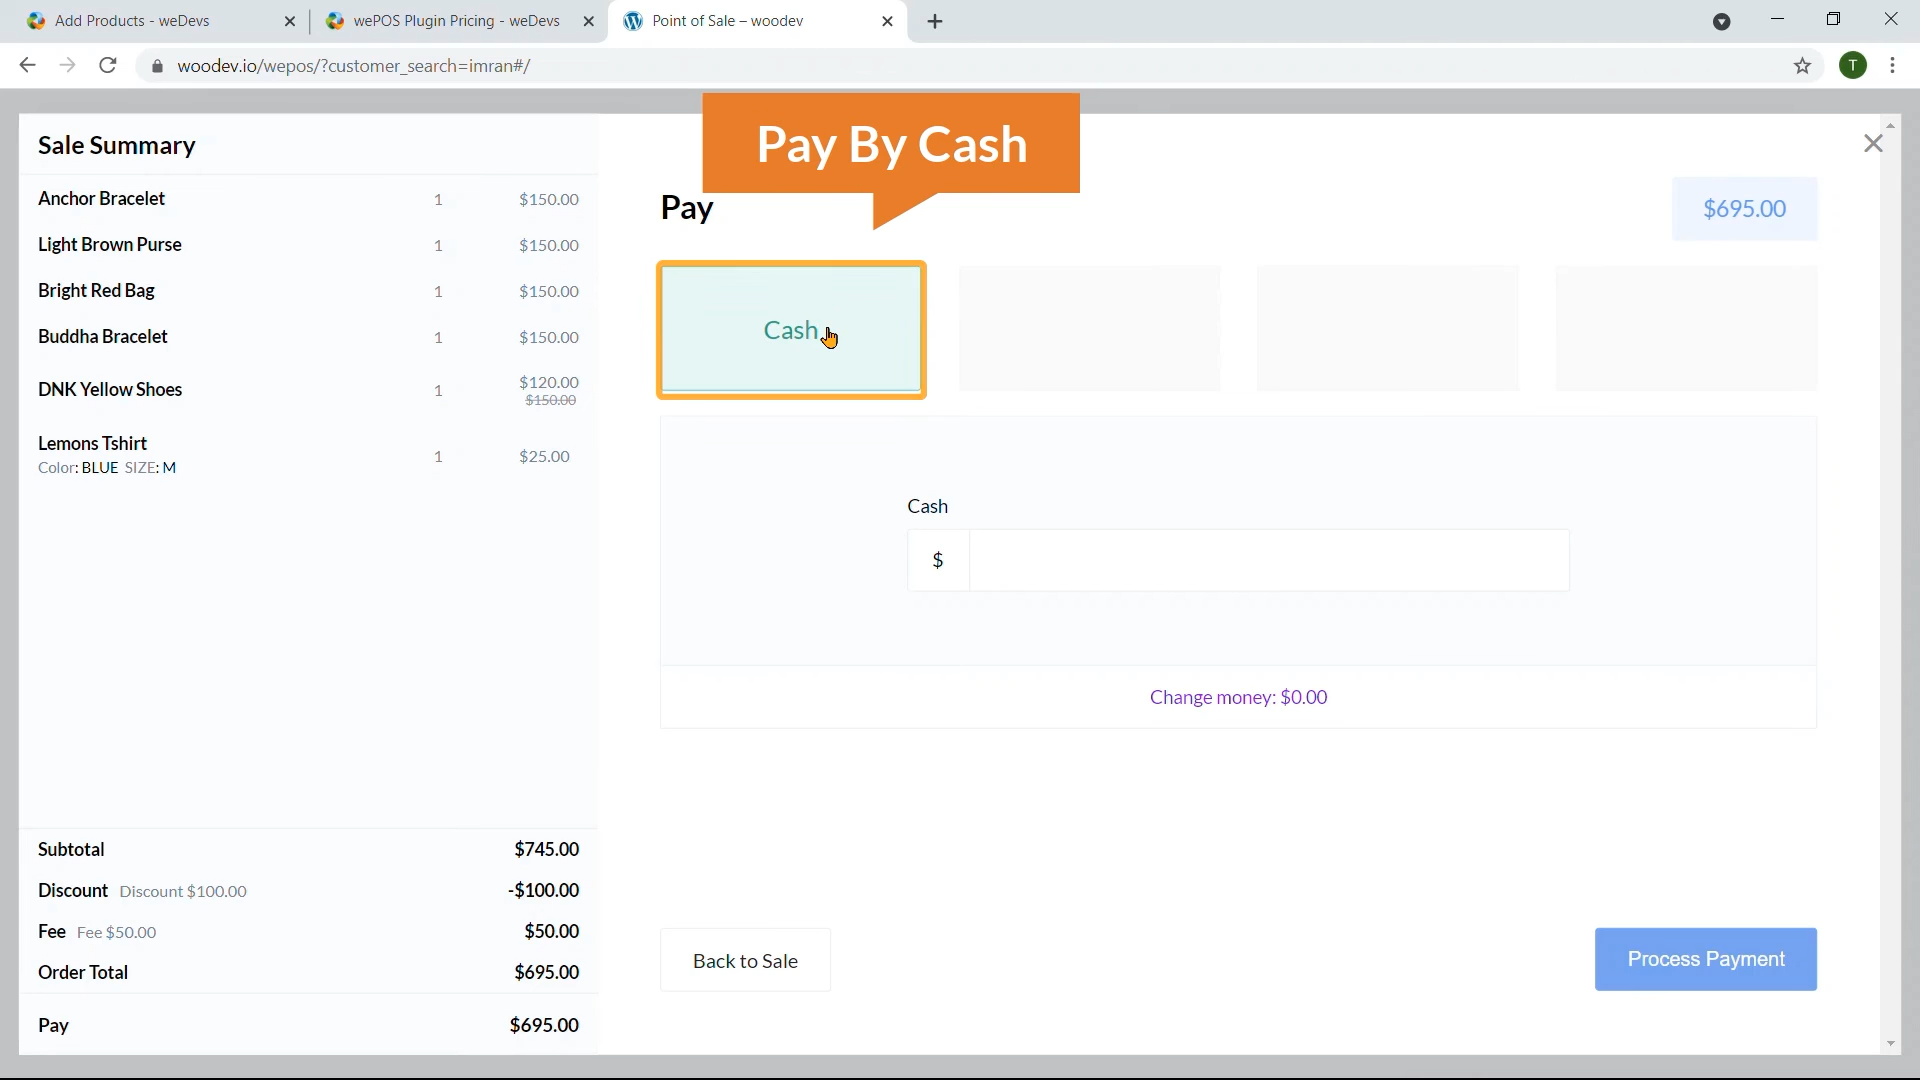 Add Products - weDevs
wePOS Plugin Pricing - weDevs
Point of Sale – woodev
woodev.io/wepos/?customer_search=imran#/
T
Pay By Cash
Sale Summary
Anchor Bracelet 1 $150.00
Light Brown Purse 1 $150.00
Bright Red Bag 1 $150.00
Buddha Bracelet 1 $150.00
DNK Yellow Shoes 1 $120.00
$150.00
Lemons Tshirt 1 $25.00
Color: BLUE SIZE: M
Subtotal $745.00
Discount Discount $100.00 -$100.00
Fee Fee $50.00 $50.00
Order Total $695.00
Pay $695.00
Pay $695.00
Cash
Cash
$
Change money: $0.00
Back to Sale
Process Payment